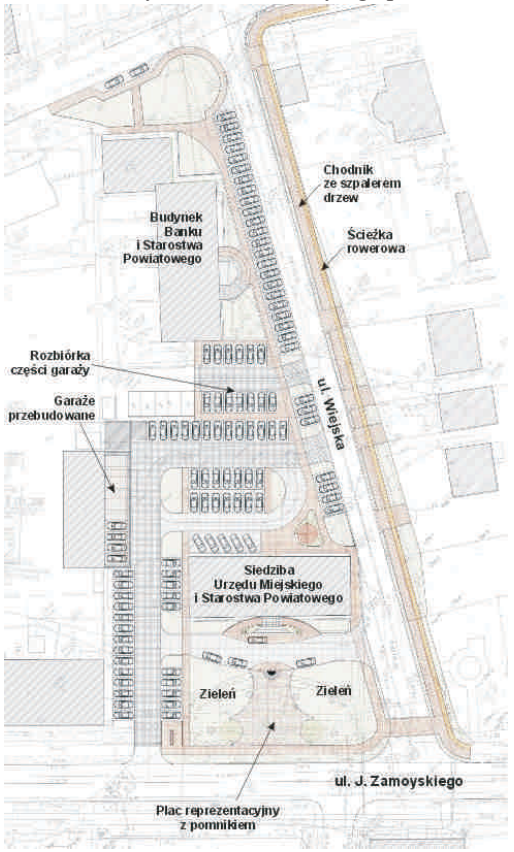 Chodnik
ze szpalerem
drzew
Budynek
Banku
i Starostwa
Powiatowego
Ścieżka
rowerowa
Rozbiórka
części garaży
Garaże
przebudowane
ul. Wiejska
Siedziba
Urzędu Miejskiego
i Starostwa Powiatowego
Zieleń
Zieleń
ul. J. Zamoyskiego
Plac reprezentacyjny
z pomnikiem